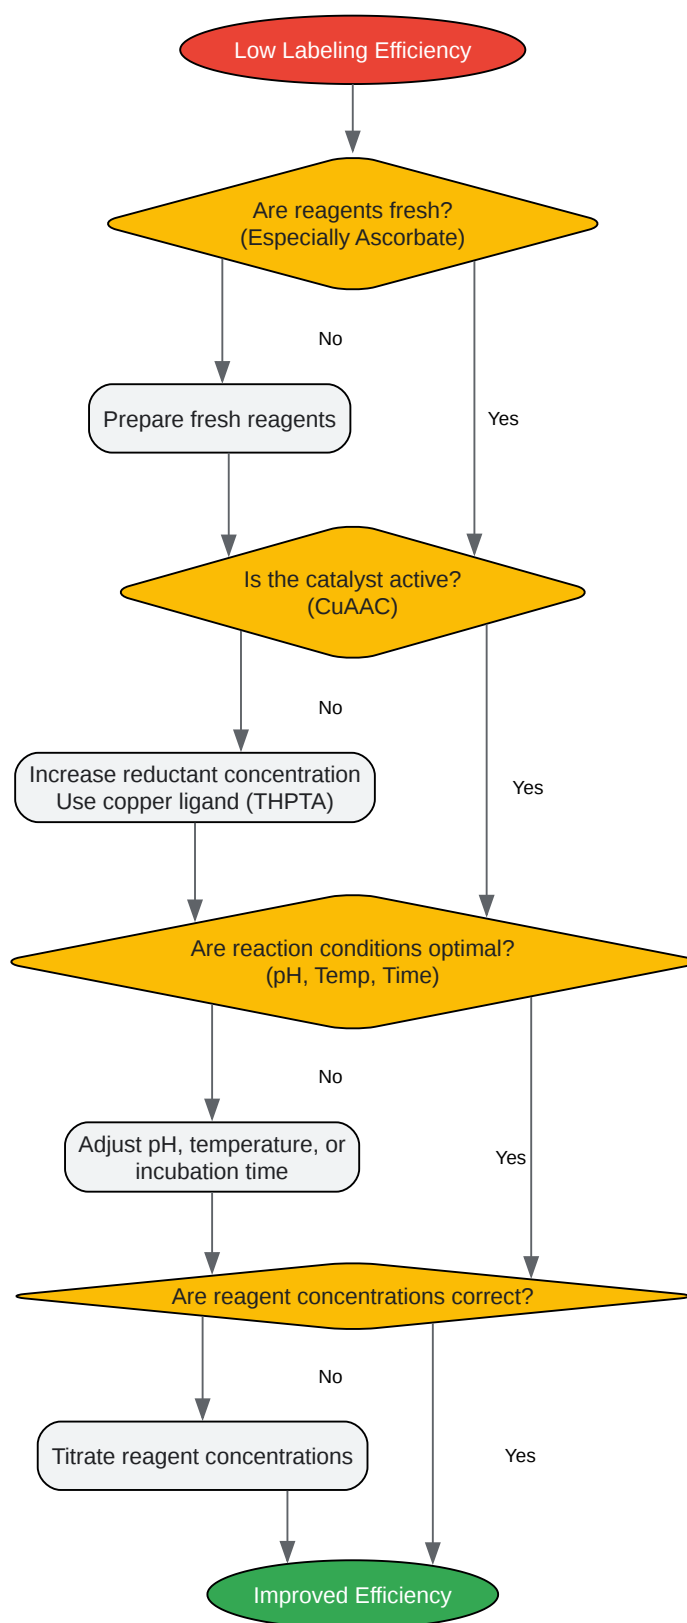 Low Labeling Efficiency
Are reagents fresh?
(Especially Ascorbate)
No
Prepare fresh reagents
Yes
Is the catalyst active?
(CuAAC)
No
Increase reductant concentration
Use copper ligand (THPTA)
Yes
Are reaction conditions optimal?
(pH, Temp, Time)
No
Adjust pH, temperature, or
incubation time
Yes
Are reagent concentrations correct?
No
Titrate reagent concentrations
Yes
Improved Efficiency